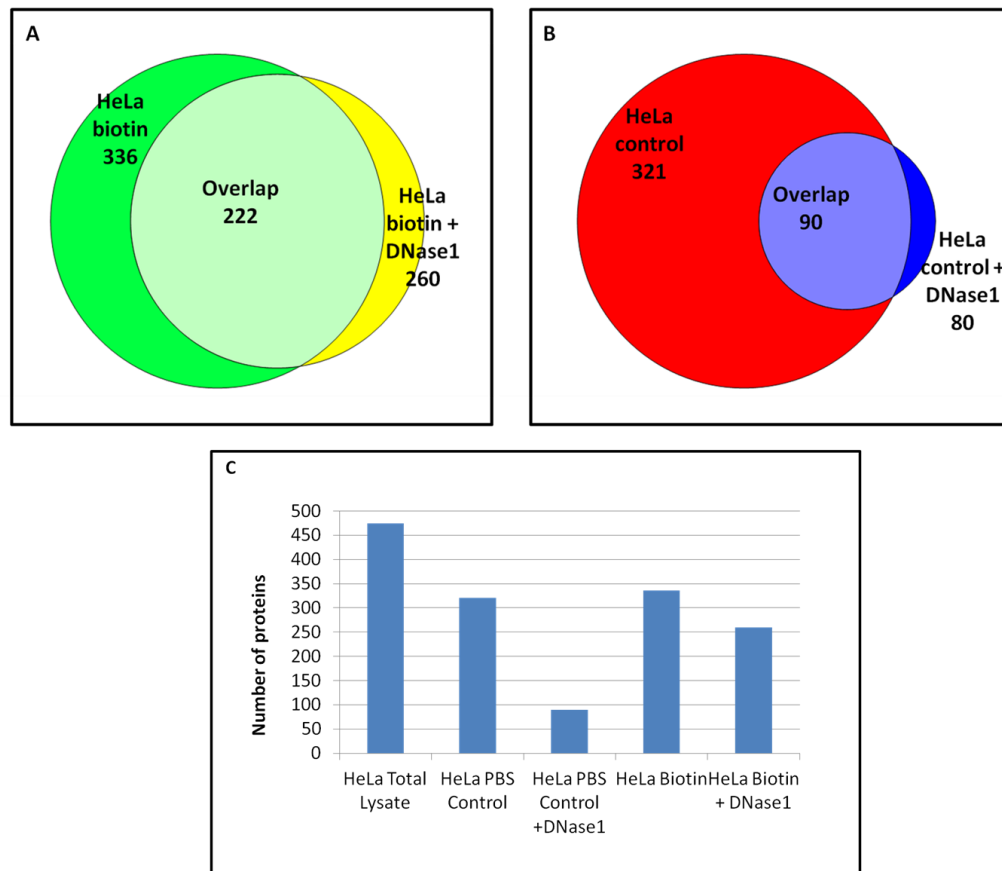 A
HeLa
biotin
336
Overlap
222
HeLa
biotin +
DNase1
260
B
HeLa
control
321
Overlap
90
HeLa
control +
DNase1
80
C
Number of proteins
500
450
400
350
300
250
200
150
100
50
0
HeLa Total
Lysate
HeLa PBS
Control
HeLa PBS
Control
+DNase1
HeLa Biotin
HeLa Biotin
+ DNase1